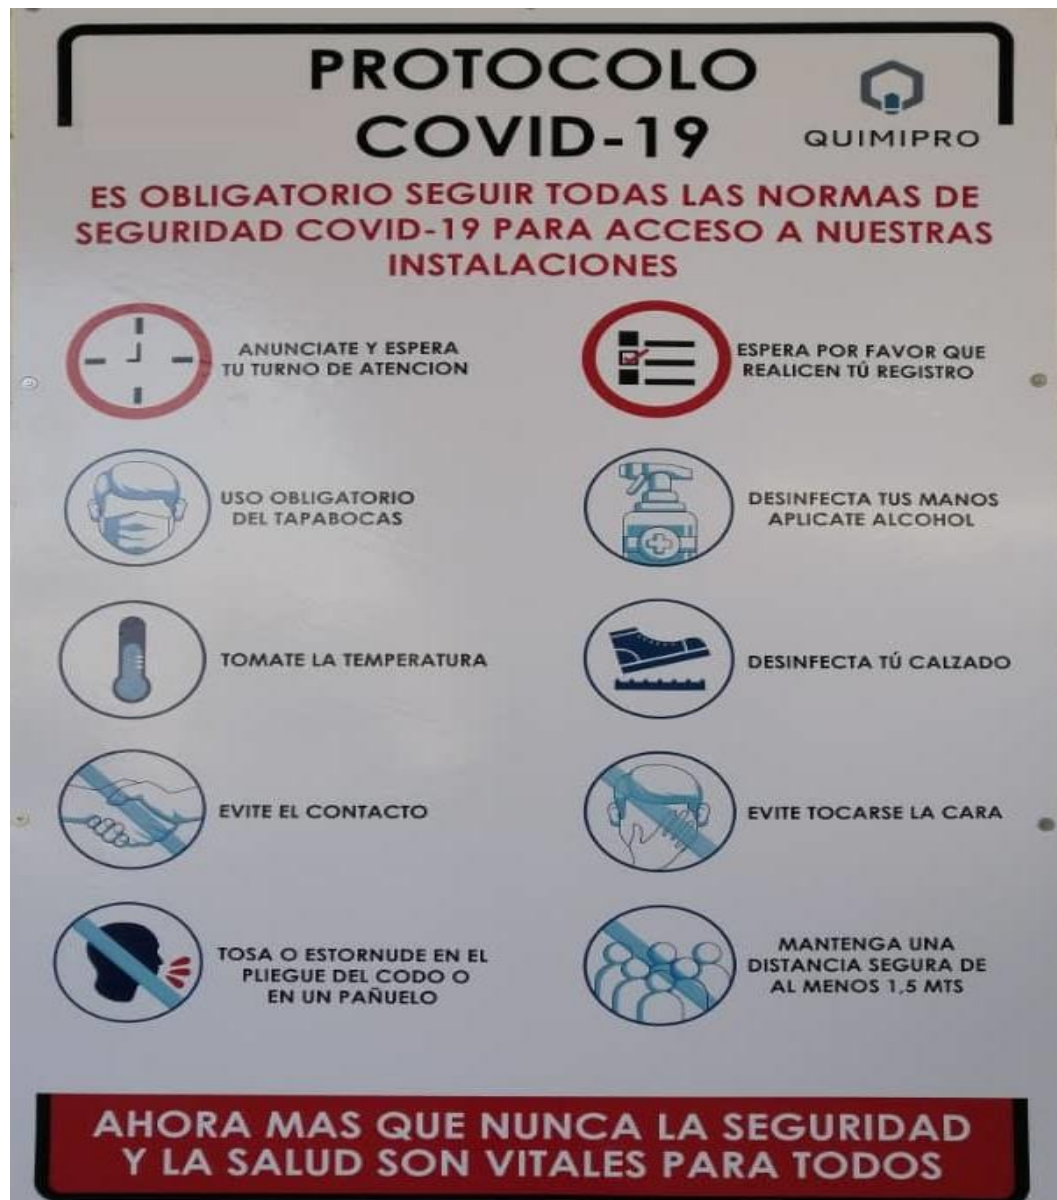 PROTOCOLO
COVID-19
QUIMIPRO
ES OBLIGATORIO SEGUIR TODAS LAS NORMAS DE
SEGURIDAD COVID-19 PARA ACCESO A NUESTRAS
INSTALACIONES
ANUNCIATE Y ESPERA
TU TURNO DE ATENCION
ESPERA POR FAVOR QUE
REALICEN TÚ REGISTRO
USO OBLIGATORIO
DEL TAPABOCAS
DESINFECTA TUS MANOS
APLICATE ALCOHOL
TOMATE LA TEMPERATURA
DESINFECTA TÚ CALZADO
EVITE EL CONTACTO
EVITE TOCARSE LA CARA
TOSA O ESTORNUDE EN EL
PLIEGUE DEL CODO O
EN UN PAÑUELO
MANTENGA UNA
DISTANCIA SEGURA DE
AL MENOS 1,5 MTS
AHORA MAS QUE NUNCA LA SEGURIDAD
Y LA SALUD SON VITALES PARA TODOS